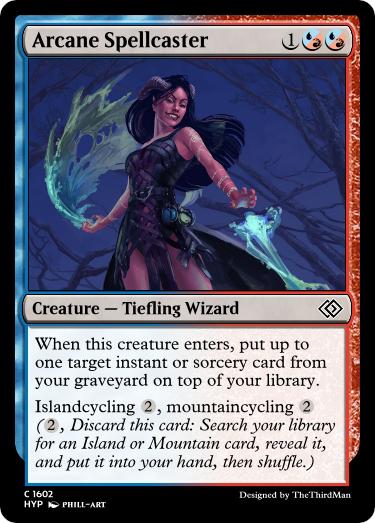 Arcane Spellcaster 1
Creature — Tiefling Wizard
When this creature enters, put up to
one target instant or sorcery card from
your graveyard on top of your library.
Islandcycling 2, mountaincycling 2
(2, Discard this card: Search your library
for an Island or Mountain card, reveal it,
and put it into your hand, then shuffle.)
C 1602
HYP PHILL-ART
Designed by TheThirdMan